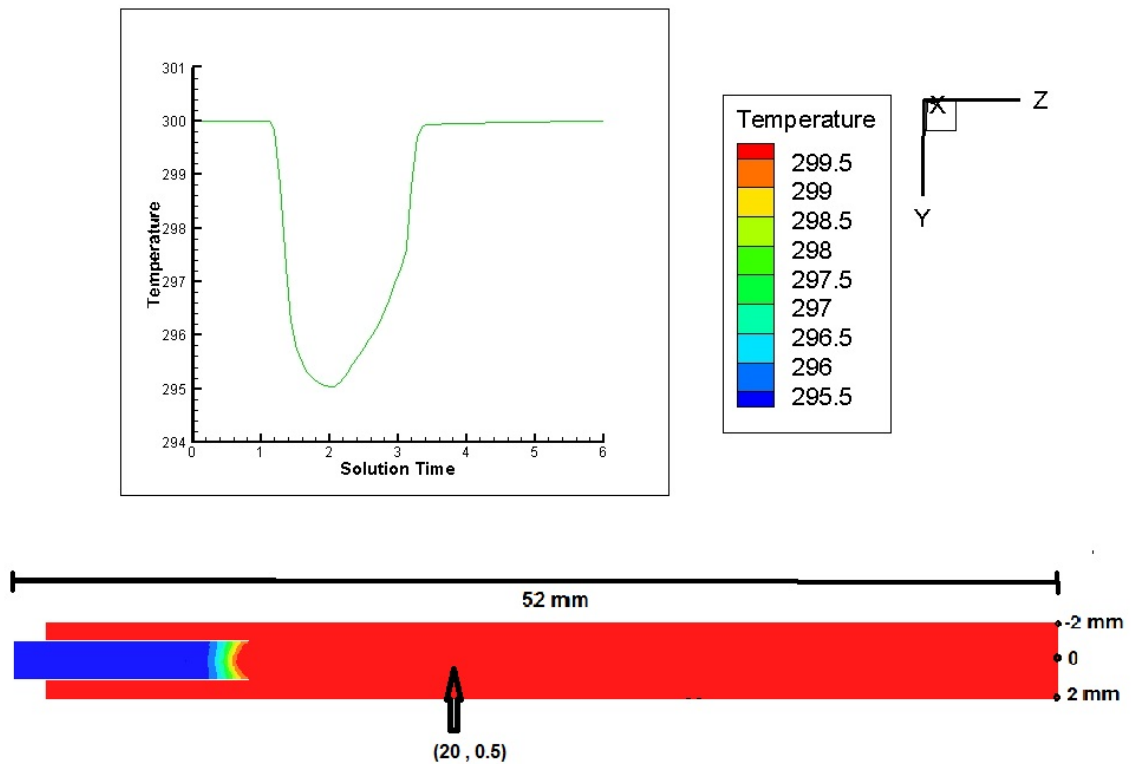 301
300
299
298
297
296
295
294
Temperature
0 1 2 3 4 5 6
Solution Time
Temperature
299.5
299
298.5
298
297.5
297
296.5
296
295.5
X
Z
Y
52 mm
-2 mm
0
2 mm
(20 , 0.5)